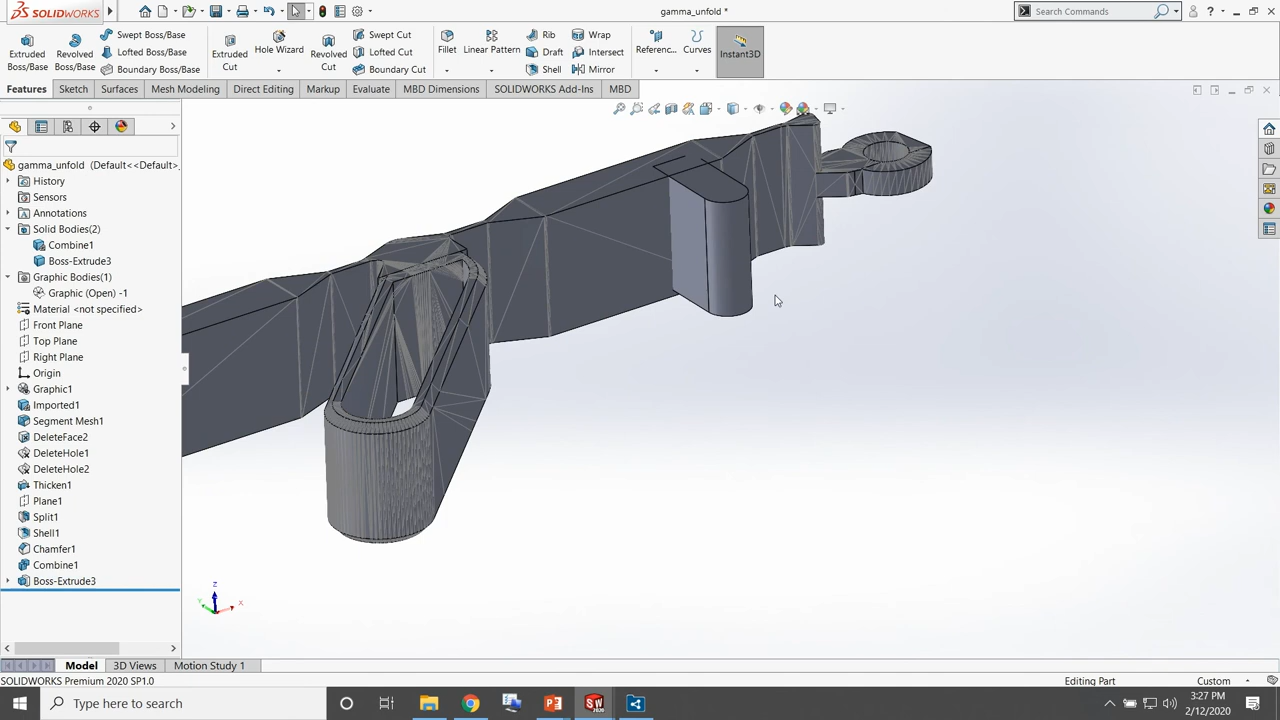 SOLIDWORKS
gamma_unfold *
Search Commands
?
Extruded Boss/Base
Revolved Boss/Base
Swept Boss/Base
Lofted Boss/Base
Boundary Boss/Base
Extruded Cut
Hole Wizard
Revolved Cut
Swept Cut
Lofted Cut
Boundary Cut
Fillet
Linear Pattern
Rib
Draft
Shell
Wrap
Intersect
Mirror
Referenc...
Curves
Instant3D
Features
Sketch
Surfaces
Mesh Modeling
Direct Editing
Markup
Evaluate
MBD Dimensions
SOLIDWORKS Add-Ins
MBD
gamma_unfold (Default<<Default>_
History
Sensors
Annotations
Solid Bodies(2)
Combine1
Boss-Extrude3
Graphic Bodies(1)
Graphic (Open) -1
Material <not specified>
Front Plane
Top Plane
Right Plane
Origin
Graphic1
Imported1
Segment Mesh1
DeleteFace2
DeleteHole1
DeleteHole2
Thicken1
Plane1
Split1
Shell1
Chamfer1
Combine1
Boss-Extrude3
Z
Y
X
Model
3D Views
Motion Study 1
SOLIDWORKS Premium 2020 SP1.0
Editing Part
Custom
Type here to search
3:27 PM
2/12/2020